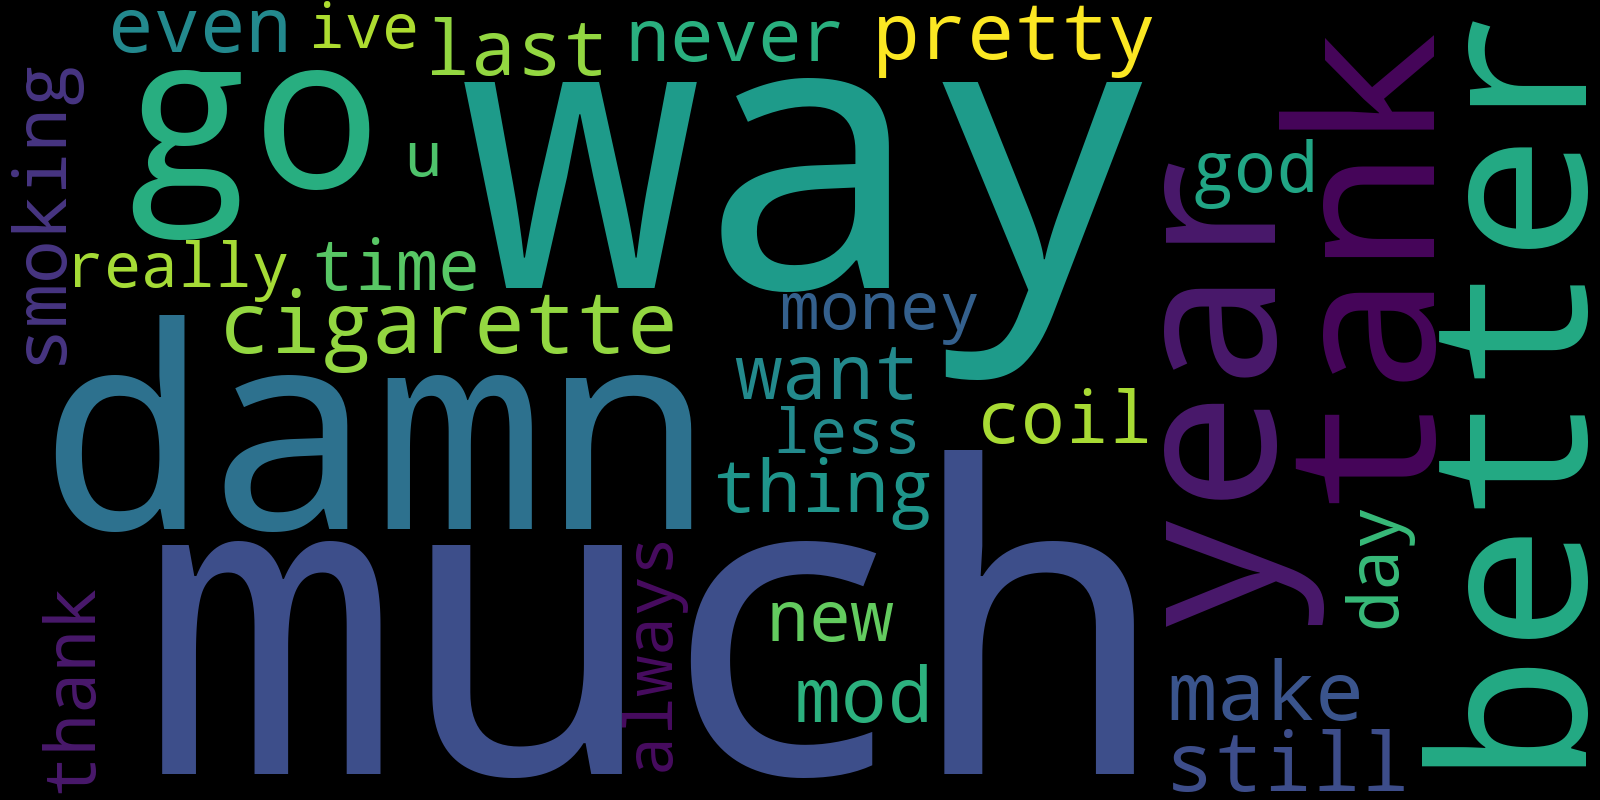 even
ive
last
never
pretty
go
way
u
smoking
god
year
tank
better
really
time
cigarette
money
want
less
coil
thing
damn
much
always
new
mod
day
make
still
thank